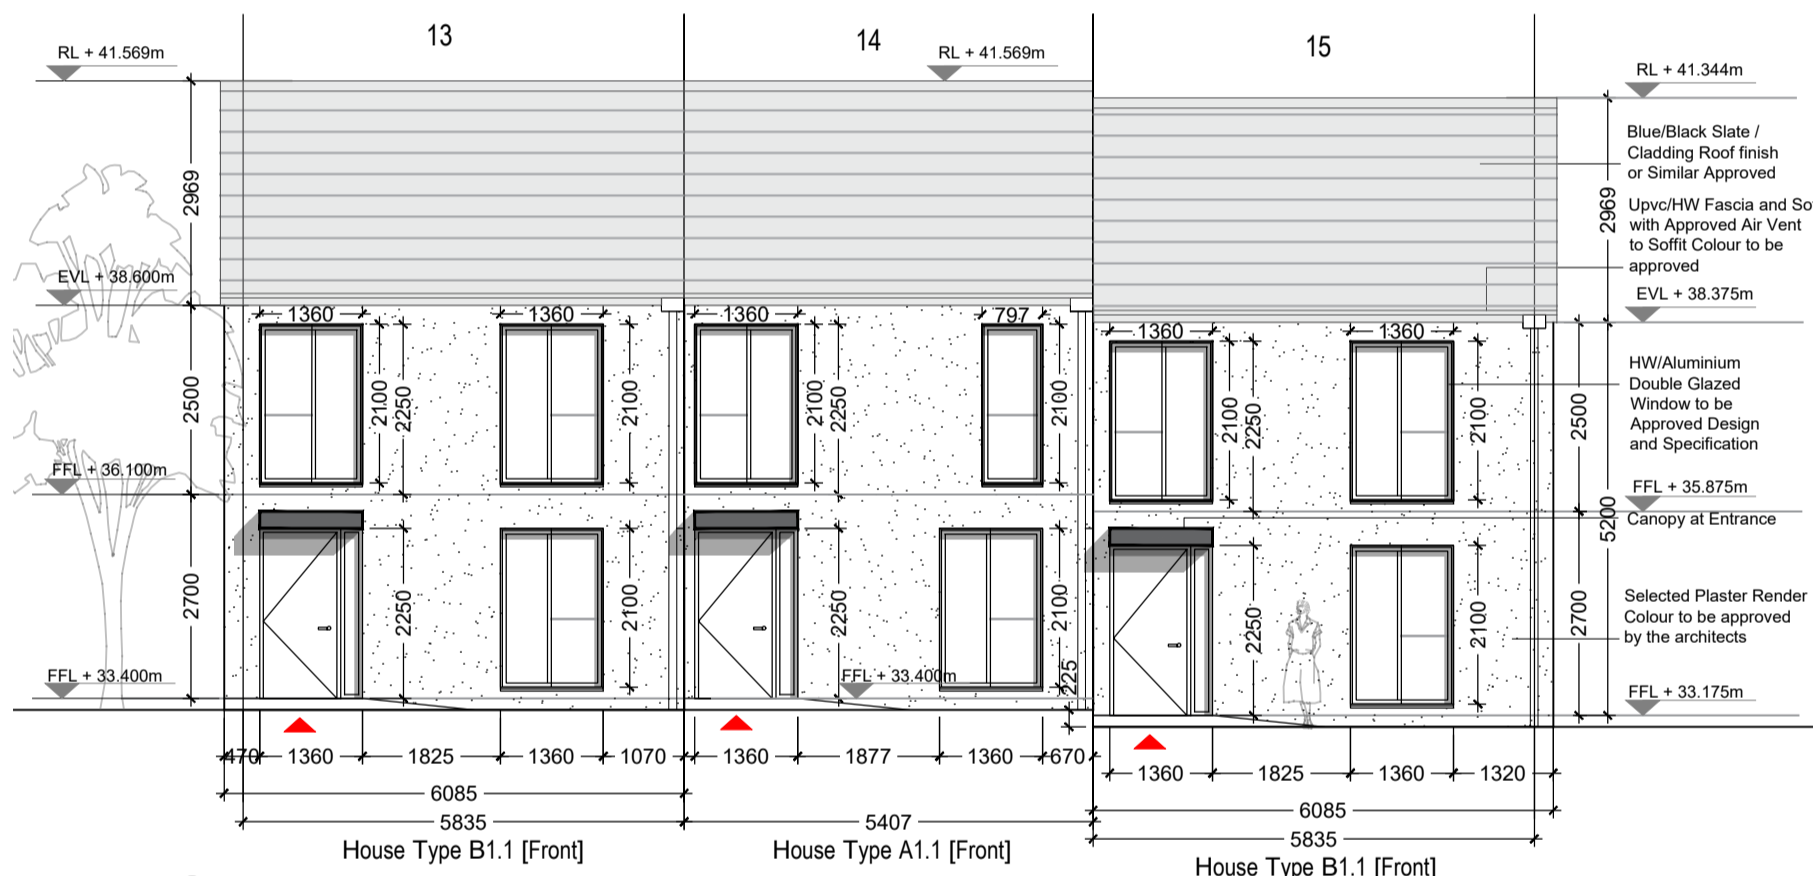 13
14
15
RL + 41.569m
RL + 41.569m
RL + 41.344m
Blue/Black Slate /
Cladding Roof finish
or Similar Approved
2969
2969
Upvc/HW Fascia and
with Approved Air Vent
to Soffit Colour to be
approved
EVL + 38.600m
EVL + 38.375m
1360
1360
1360
797
1360
1360
2500
2100
2250
2100
2100
2250
2100
2100
2250
2100
2500
HW/Aluminium
Double Glazed
Window to be
Approved Design
and Specification
FFL + 36.100m
FFL + 35.875m
5200
Canopy at Entrance
2700
2250
2100
2250
2100
2250
2100
2700
Selected Plaster Render
Colour to be approved
by the architects
225
FFL + 33.400m
FFL + 33.400m
FFL + 33.175m
470
1360
1825
1360
1070
1360
1877
1360
670
1360
1825
1360
1320
6085
6085
5835
5407
5835
House Type B1.1 [Front]
House Type A1.1 [Front]
House Type B1.1 [Front]